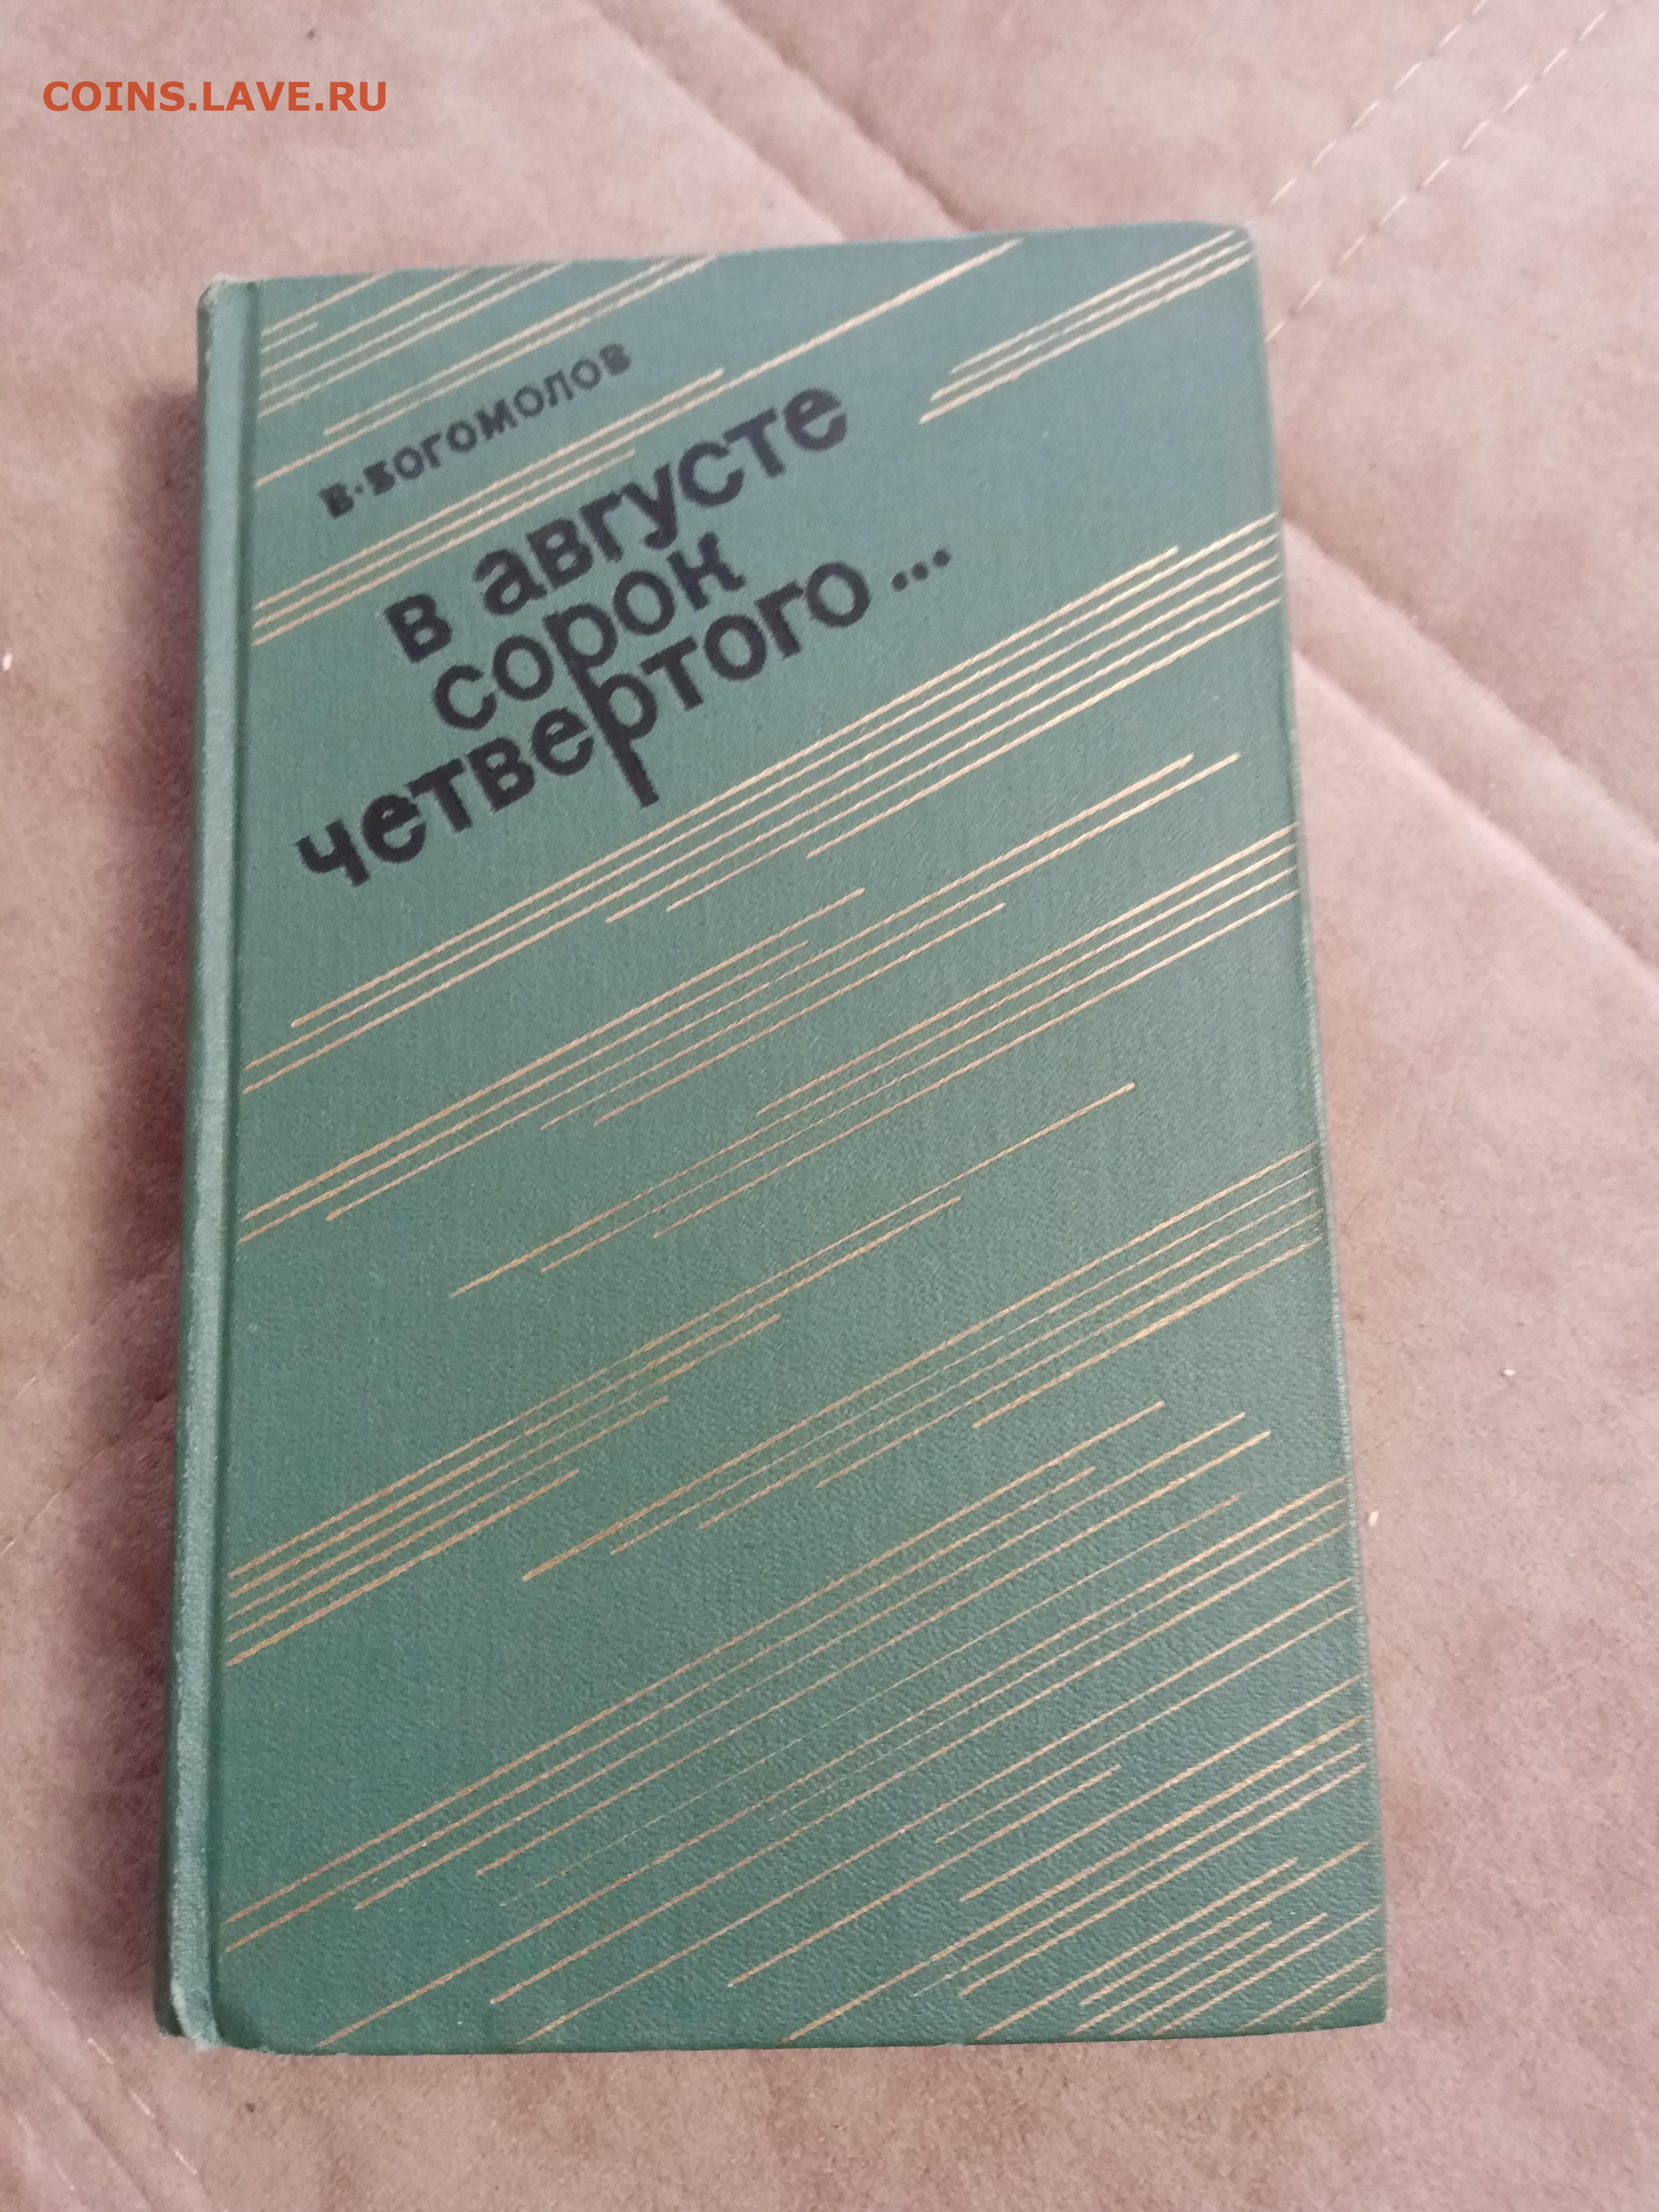 COINS.LAVE.RU
В.БОГОМОЛОВ
в августе
сорок
четвертого...